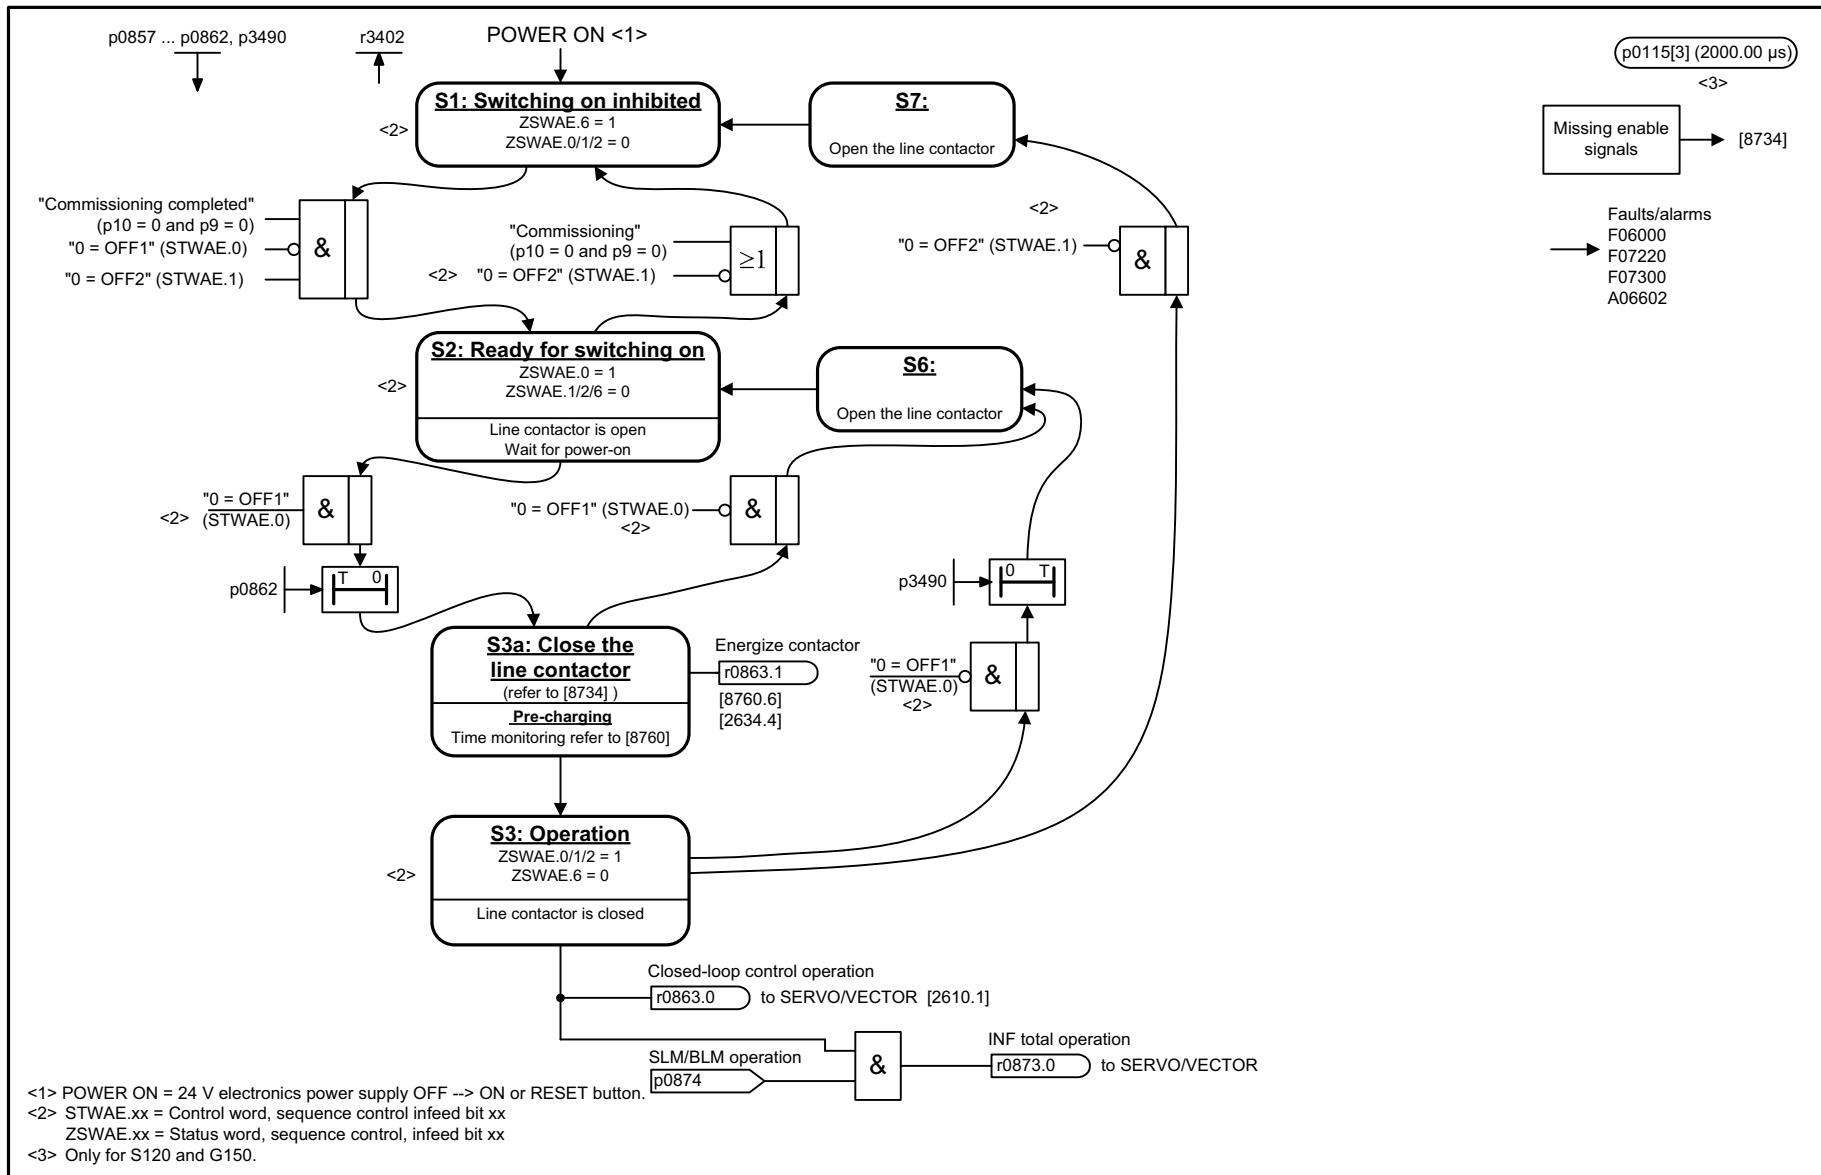 p0857 ... p0862, p3490
r3402
POWER ON <1>
p0115[3] (2000.00 µs)
<3>
S1: Switching on inhibited
ZSWAE.6 = 1
ZSWAE.0/1/2 = 0
<2>
S7:
Open the line contactor
Missing enable
signals
[8734]
"Commissioning completed"
(p10 = 0 and p9 = 0)
"0 = OFF1" (STWAE.0)
"0 = OFF2" (STWAE.1)
&
"Commissioning"
(p10 = 0 and p9 = 0)
<2> "0 = OFF2" (STWAE.1)
≥1
<2>
"0 = OFF2" (STWAE.1)
&
Faults/alarms
F06000
F07220
F07300
A06602
S2: Ready for switching on
ZSWAE.0 = 1
ZSWAE.1/2/6 = 0
<2>
Line contactor is open
Wait for power-on
S6:
Open the line contactor
<2> "0 = OFF1"
(STWAE.0)
&
"0 = OFF1" (STWAE.0)
<2>
&
p0862
T 0
p3490
0 T
S3a: Close the
line contactor
(refer to [8734] )
Pre-charging
Time monitoring refer to [8760]
Energize contactor
r0863.1
[8760.6]
[2634.4]
"0 = OFF1"
(STWAE.0)
<2>
&
S3: Operation
ZSWAE.0/1/2 = 1
ZSWAE.6 = 0
<2>
Line contactor is closed
Closed-loop control operation
r0863.0 to SERVO/VECTOR [2610.1]
SLM/BLM operation
p0874
&
INF total operation
r0873.0 to SERVO/VECTOR
<1> POWER ON = 24 V electronics power supply OFF --> ON or RESET button.
<2> STWAE.xx = Control word, sequence control infeed bit xx
ZSWAE.xx = Status word, sequence control, infeed bit xx
<3> Only for S120 and G150.